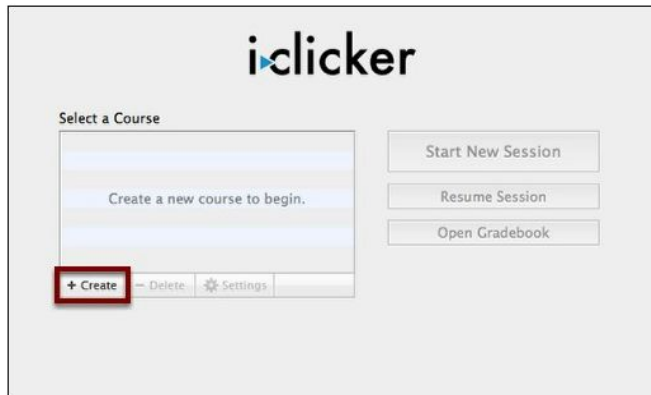 i>clicker
Select a Course
Create a new course to begin.
+ Create
− Delete
Settings
Start New Session
Resume Session
Open Gradebook